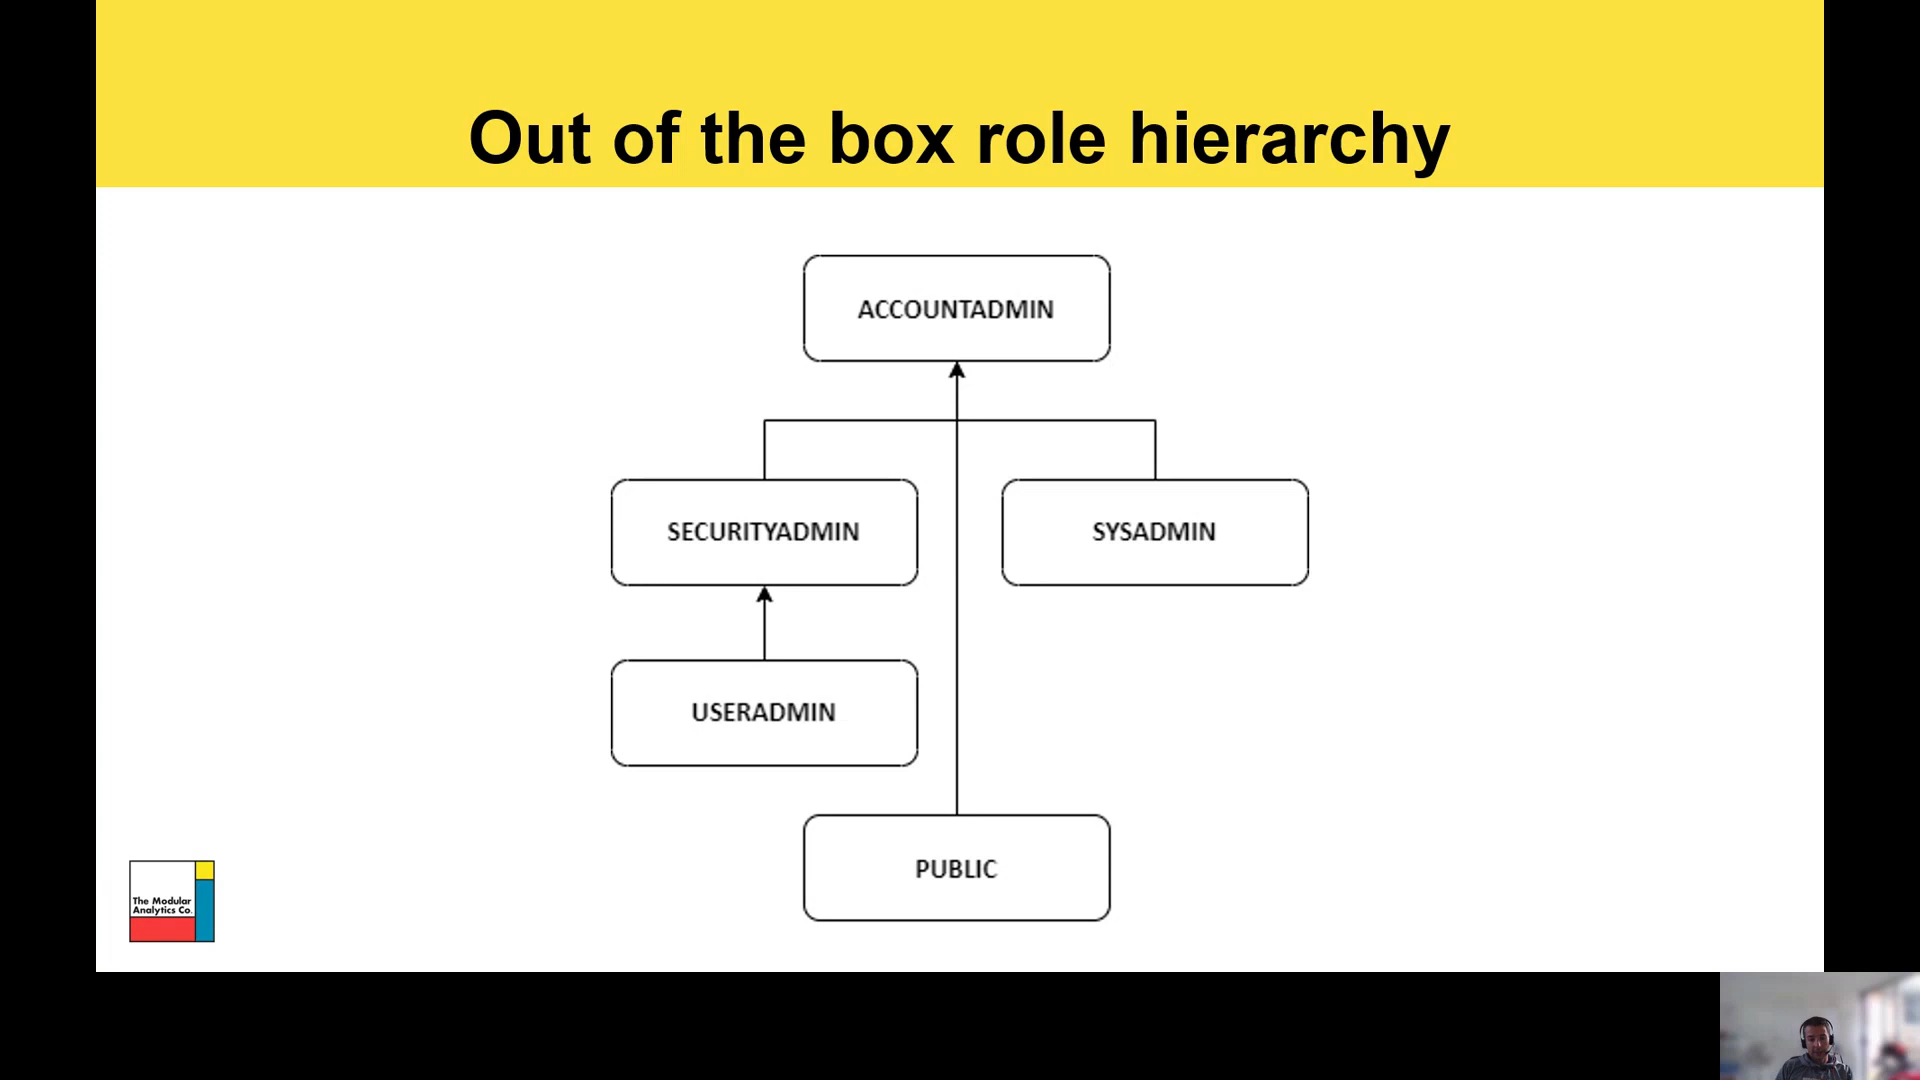 Out of the box role hierarchy
ACCOUNTADMIN
SECURITYADMIN
SYSADMIN
USERADMIN
PUBLIC
The Modular
Analytics Co.